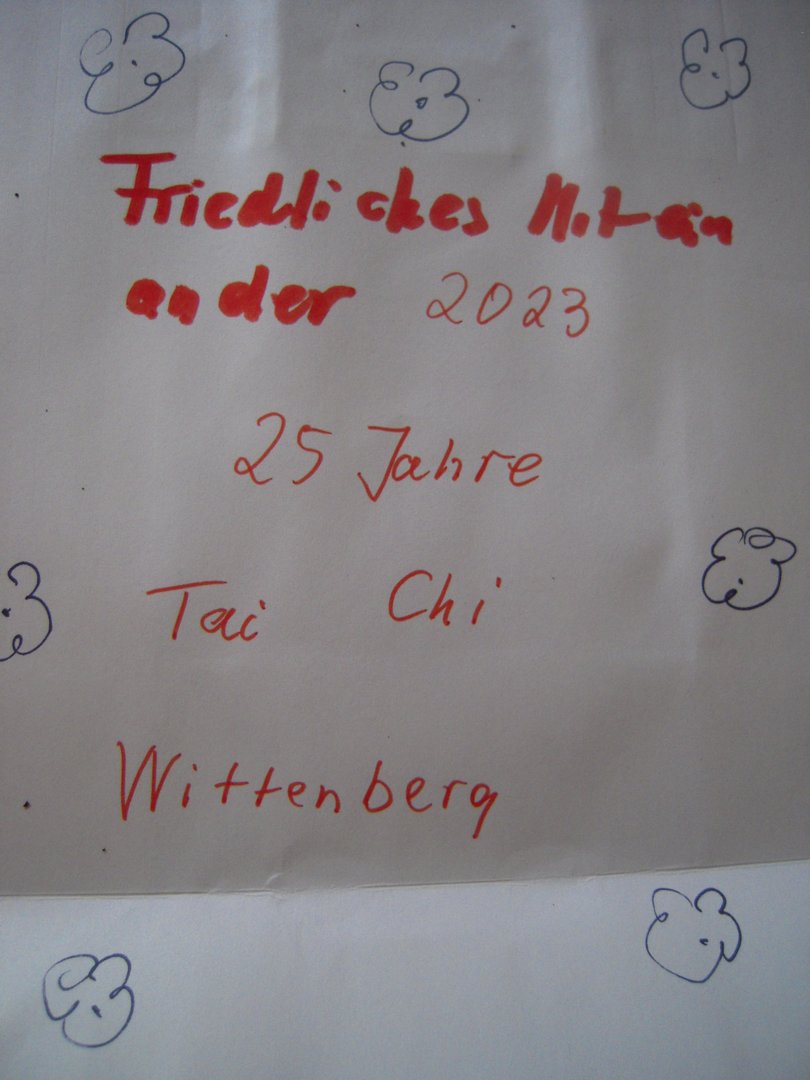 Friedliches Mitein
ander 2023
25 Jahre
Tai Chi
Wittenberg